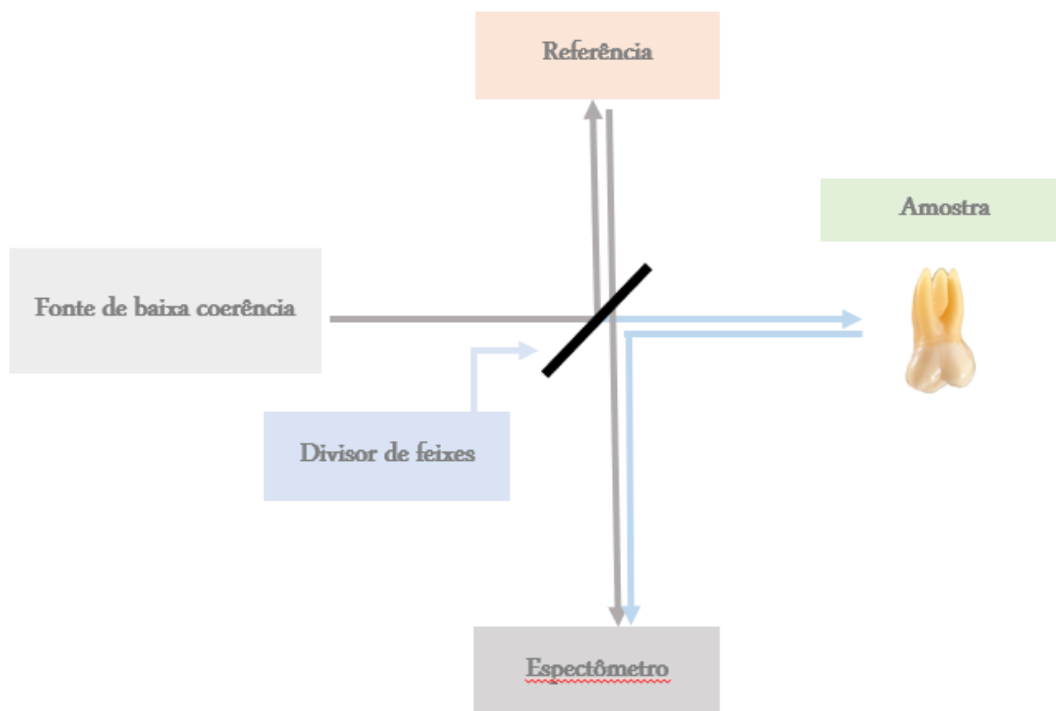 Referência
Amostra
Fonte de baixa coerência
Divisor de feixes
Espectômetro